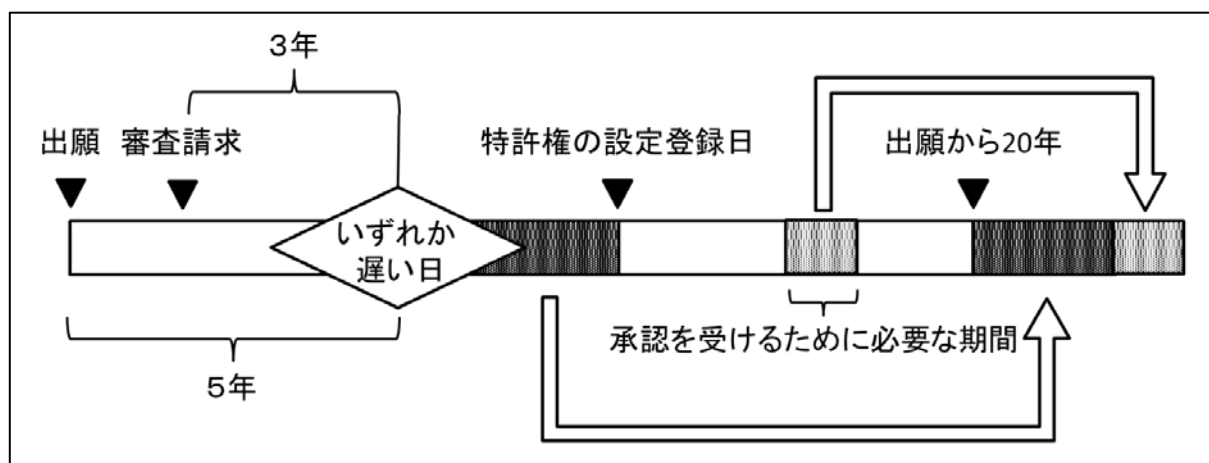 3年
出願
審査請求
特許権の設定登録日
出願から20年
いずれか
遅い日
承認を受けるために必要な期間
5年